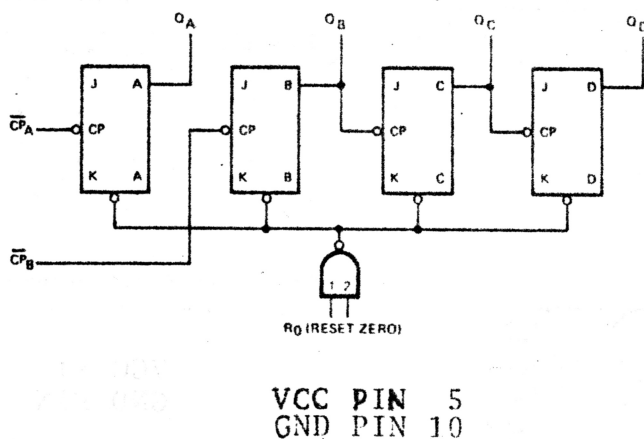 QA QB QC QD
J A J B J C J D
CPA CP CP CP CP
K A K B K C K D
CPB
1 2
R0 (RESET ZERO)
VCC PIN 5
GND PIN 10